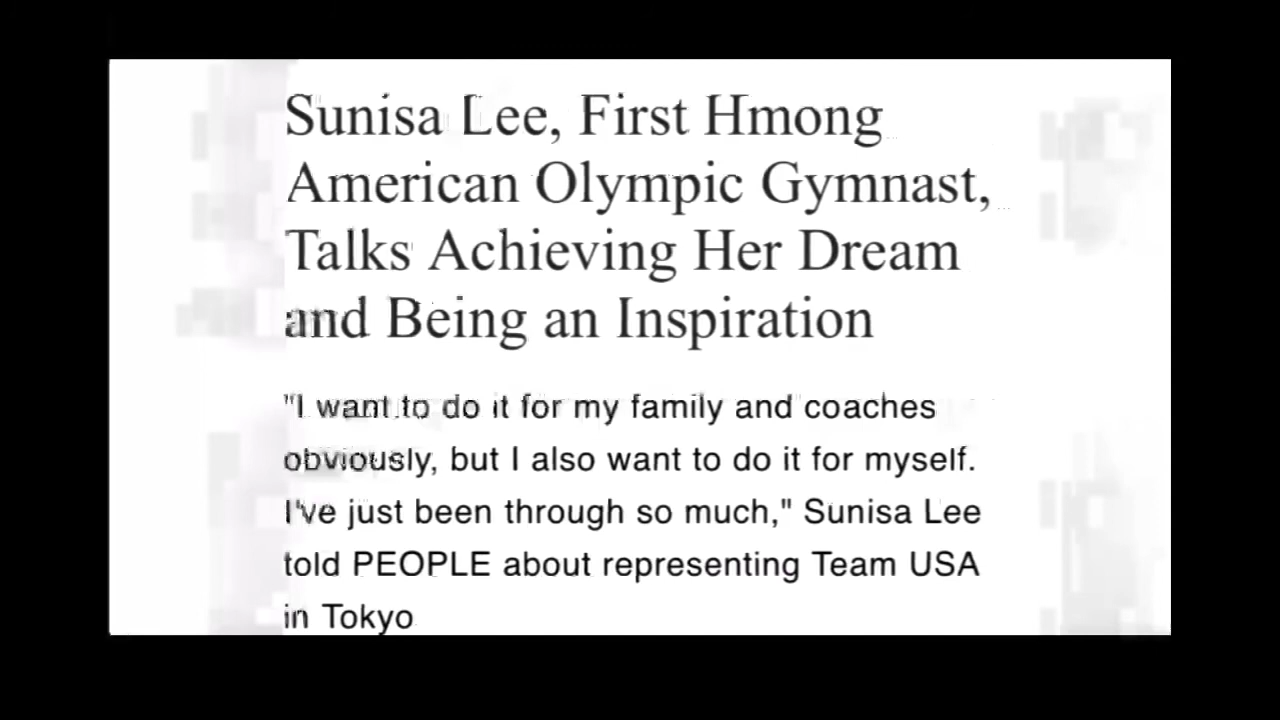 Sunisa Lee, First Hmong
American Olympic Gymnast,
Talks Achieving Her Dream
and Being an Inspiration
"I want to do it for my family and coaches
obviously, but I also want to do it for myself.
I've just been through so much," Sunisa Lee
told PEOPLE about representing Team USA
in Tokyo